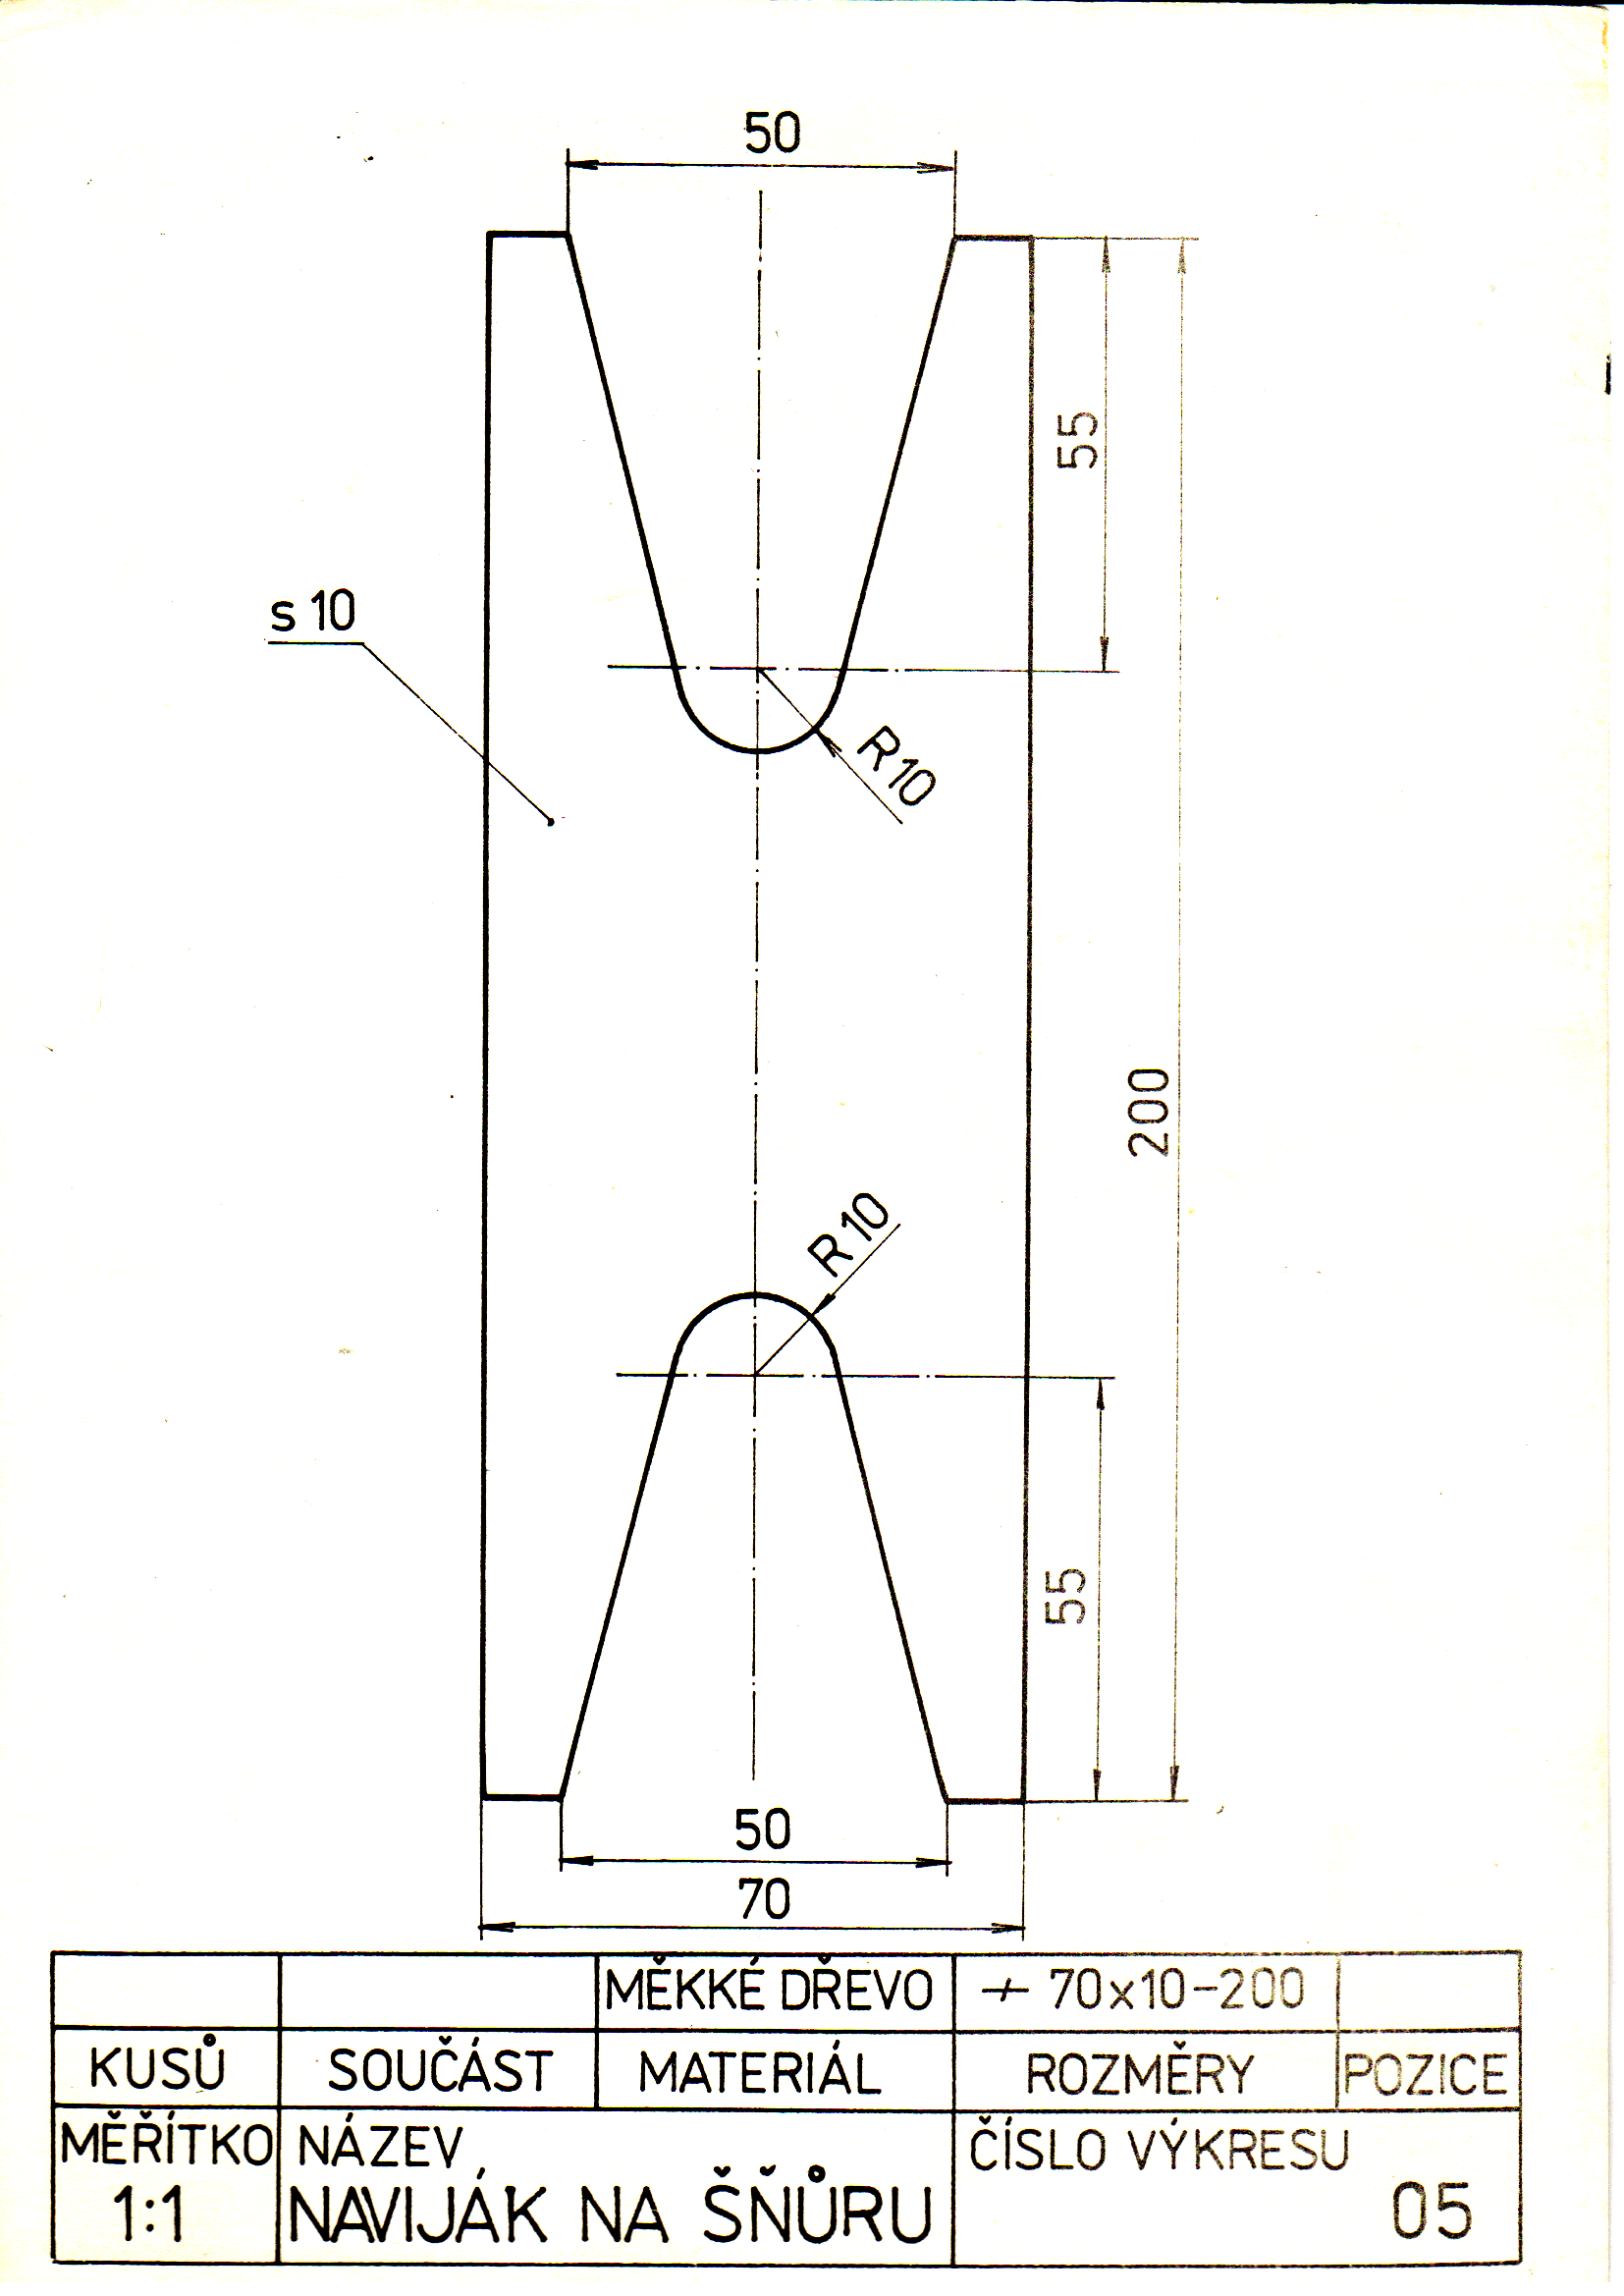 50
55
s 10
R10
200
R10
55
50
70
MĚKKÉ DŘEVO + 70x10-200
KUSŮ SOUČÁST MATERIÁL ROZMĚRY POZICE
MĚŘÍTKO NÁZEV ČÍSLO VÝKRESU
1:1 NAVIJÁK NA ŠŇŮRU 05